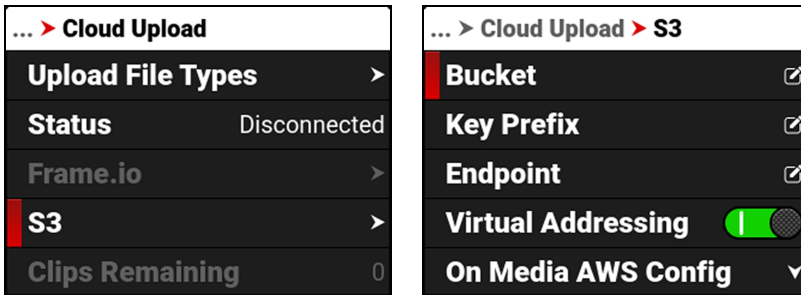 ... > Cloud Upload
Upload File Types
Status Disconnected
Frame.io
S3
Clips Remaining 0
... > Cloud Upload > S3
Bucket
Key Prefix
Endpoint
Virtual Addressing
On Media AWS Config